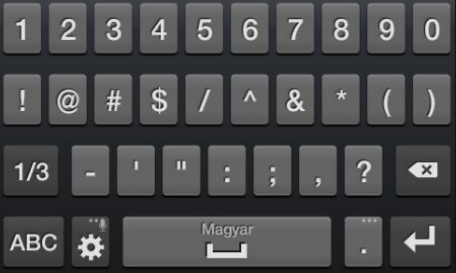 1 2 3 4 5 6 7 8 9 0
! @ # $ / ^ & * ( )
1/3 - ' " : ; , ?
ABC Magyar .